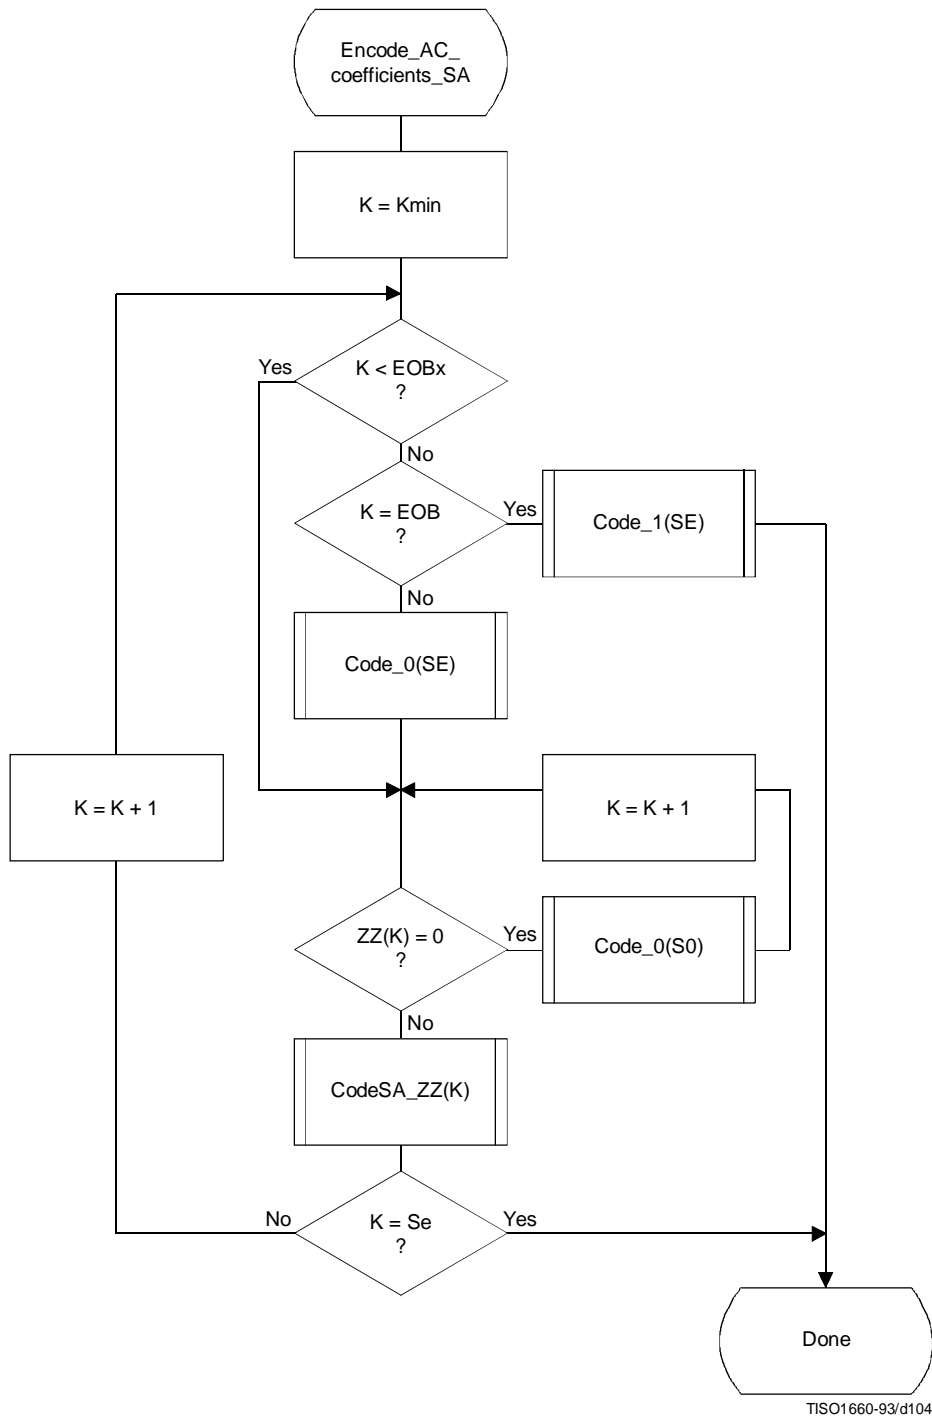 Encode_AC_
coefficients_SA
K = Kmin
Yes
K < EOBx
?
No
K = EOB
?
Yes
Code_1(SE)
No
Code_0(SE)
K = K + 1
K = K + 1
ZZ(K) = 0
?
Yes
Code_0(S0)
No
CodeSA_ZZ(K)
No
K = Se
?
Yes
Done
TISO1660-93/d104